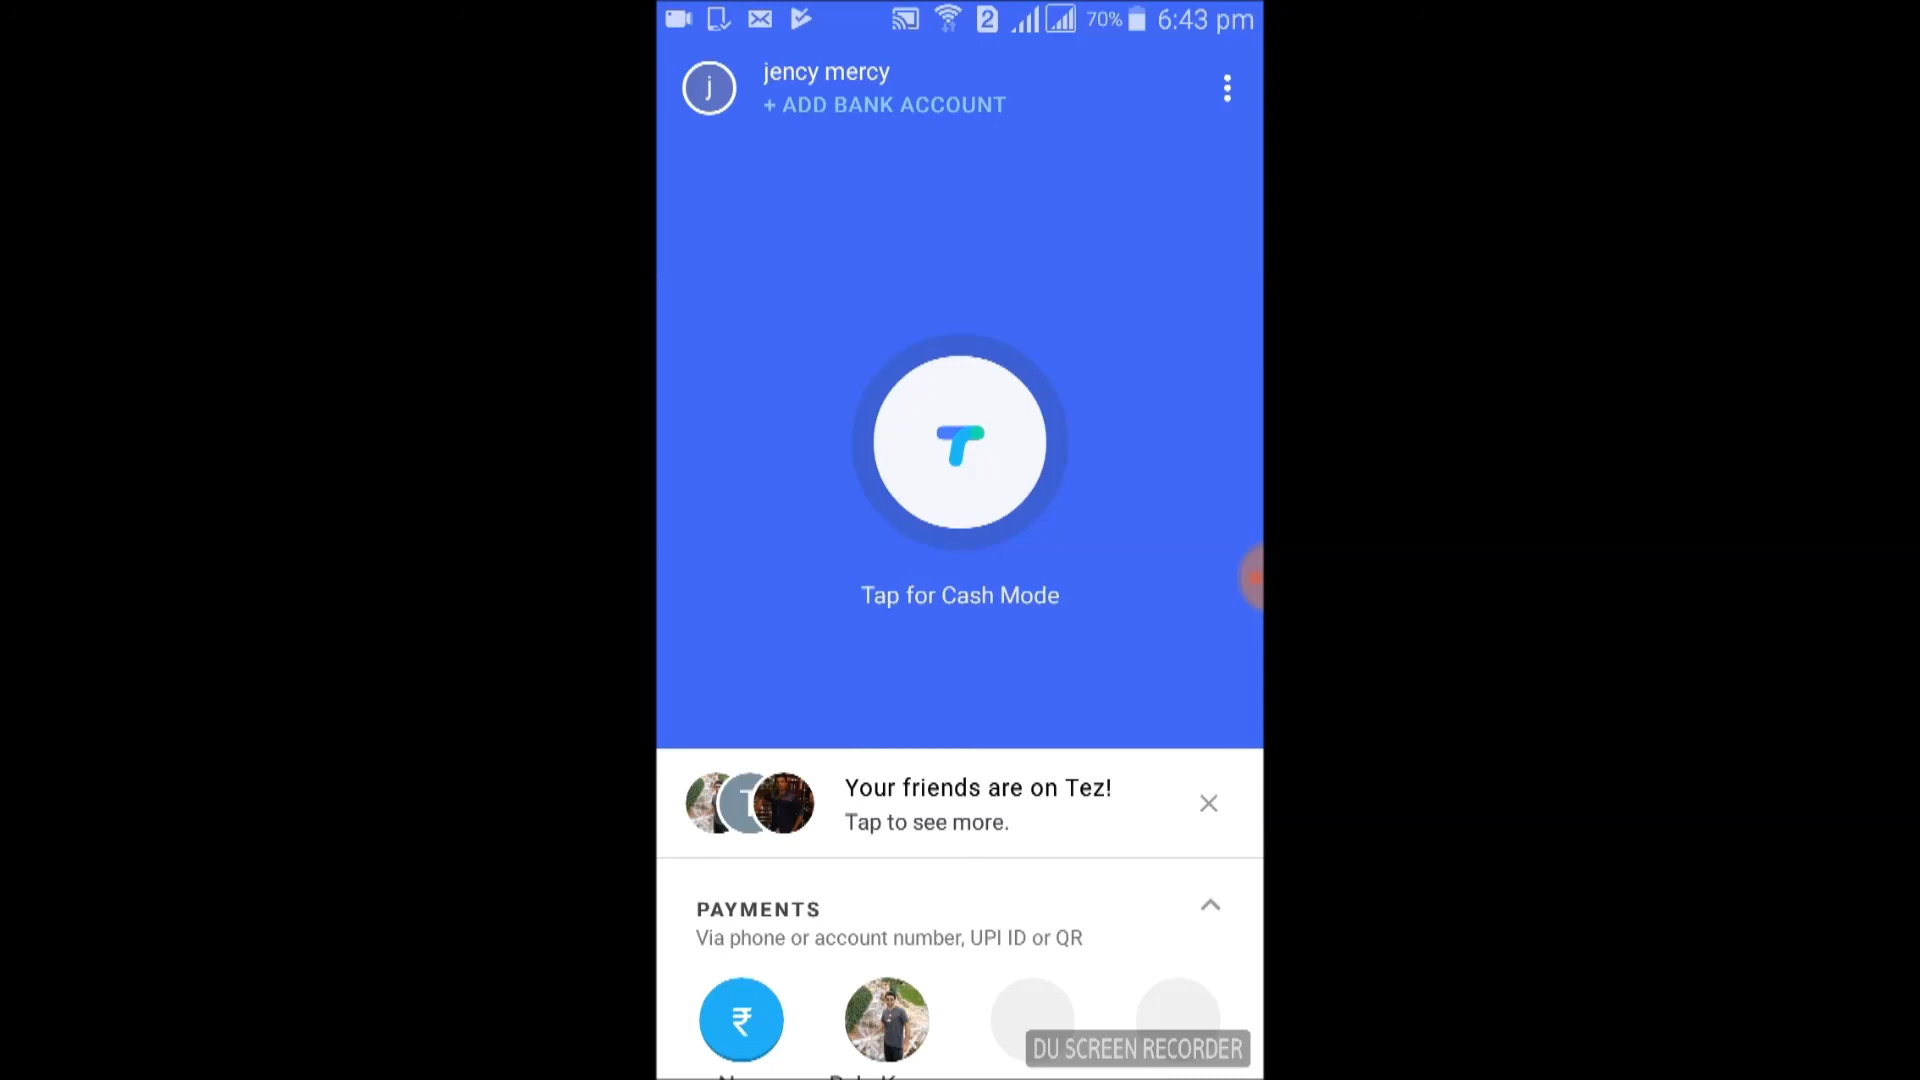 2 70% 6:43 pm
j
jency mercy
+ ADD BANK ACCOUNT
Tap for Cash Mode
T
Your friends are on Tez!
Tap to see more.
PAYMENTS
Via phone or account number, UPI ID or QR
₹
DU SCREEN RECORDER